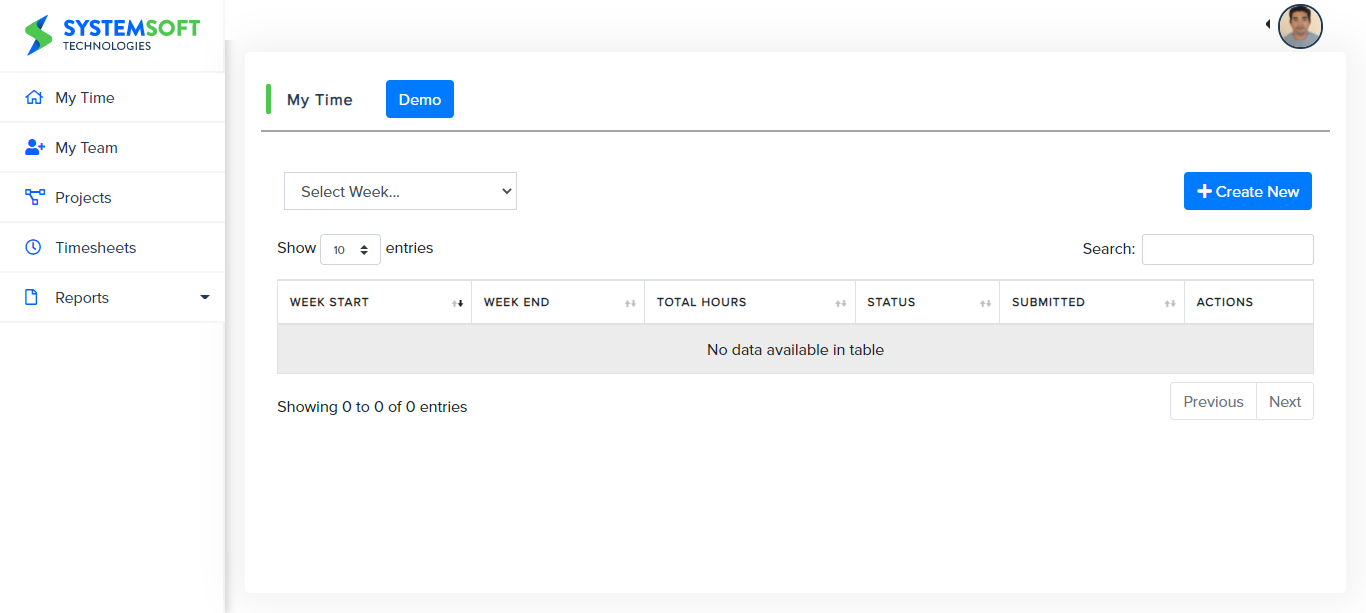 SYSTEMSOFT
TECHNOLOGIES
My Time
My Team
Projects
Timesheets
Reports
My Time Demo
Select Week...
Create New
Show 10 entries
Search:
WEEK START WEEK END TOTAL HOURS STATUS SUBMITTED ACTIONS
No data available in table
Showing 0 to 0 of 0 entries
Previous Next